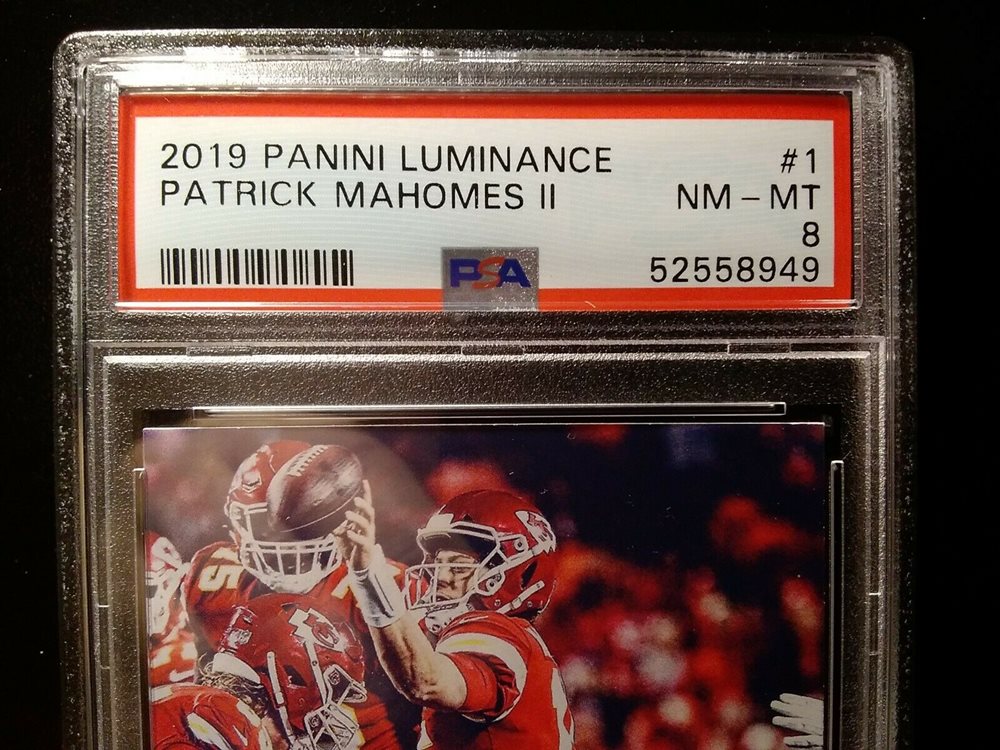 2019 PANINI LUMINANCE #1
PATRICK MAHOMES II NM – MT
8
PSA 52558949